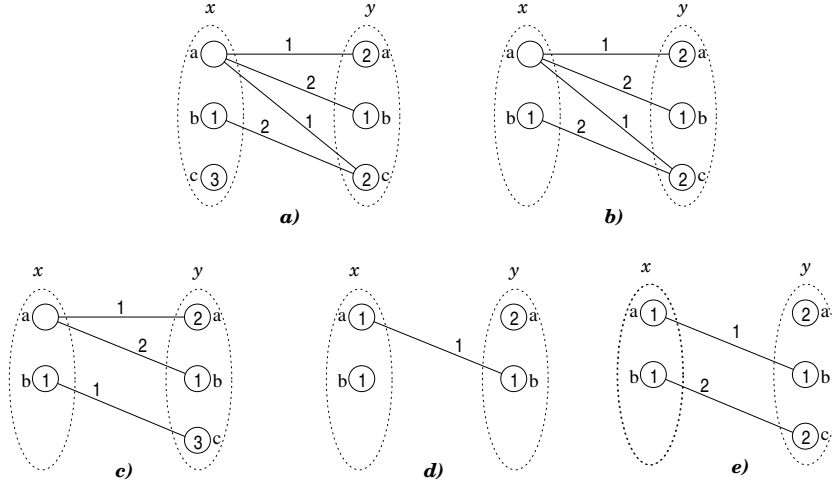 x y x y
a 1 2 a a 1 2 a
2 2
b 1 2 1 1 b b 1 2 1 1 b
c 3 2 c 2 c
a) b)
x y x y x y
a 1 2 a a 1 2 a a 1 2 a
2 1 1
b 1 1 1 b b 1 1 b b 1 2 1 b
3 c 2 c
c) d) e)